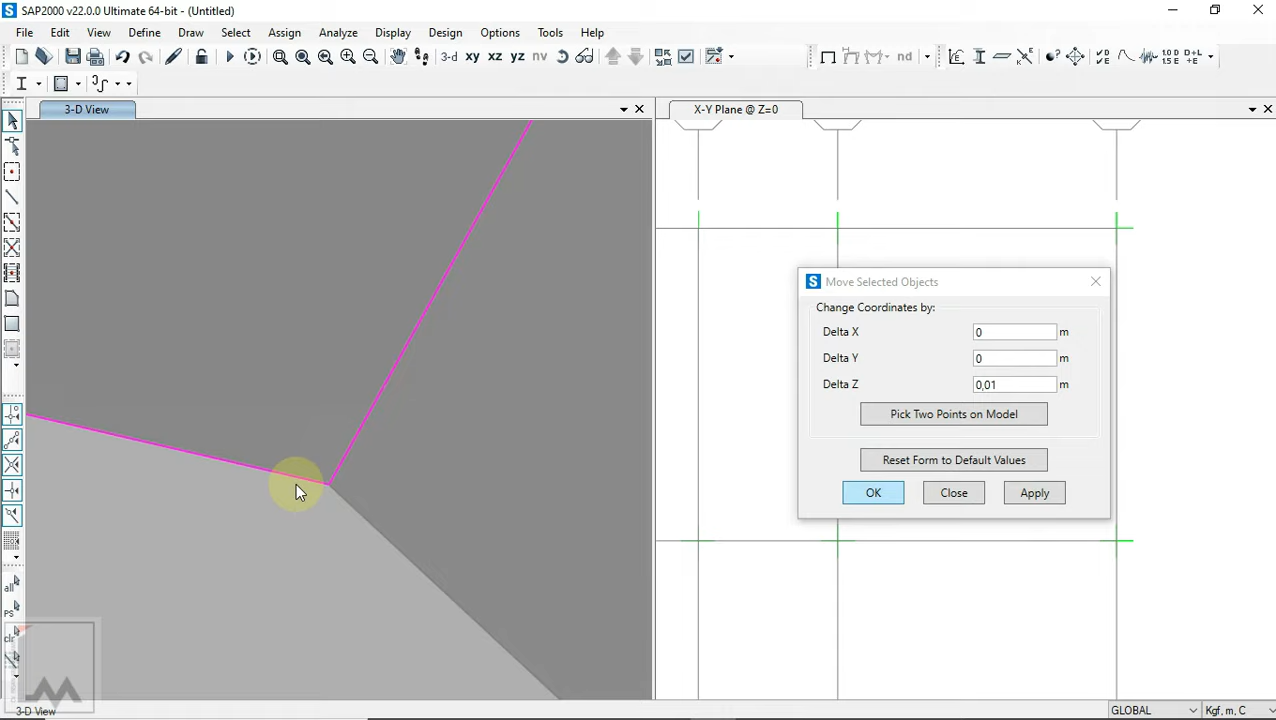 SAP2000 v22.0.0 Ultimate 64-bit - (Untitled)
File Edit View Define Draw Select Assign Analyze Display Design Options Tools Help
3-d xy xz yz nv nd
3-D View
X-Y Plane @ Z=0
Move Selected Objects
Change Coordinates by:
Delta X 0 m
Delta Y 0 m
Delta Z 0,01 m
Pick Two Points on Model
Reset Form to Default Values
OK Close Apply
all
PS
clr
3-D View
GLOBAL Kgf, m, C